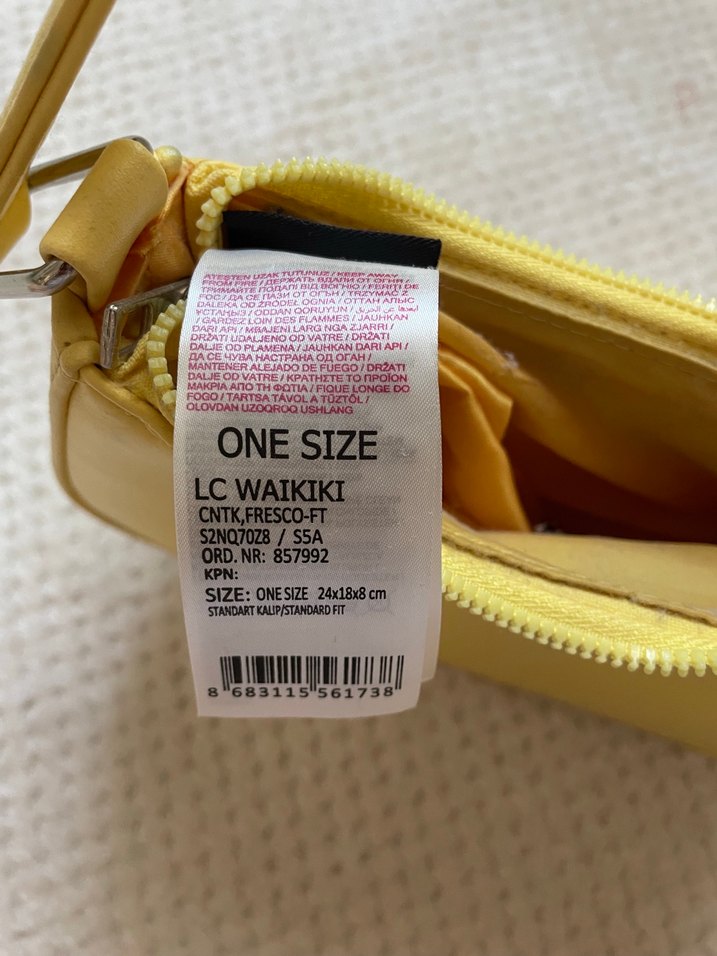 ATEŞTEN UZAK TUTUNUZ / KEEP AWAY
FROM FIRE / ДЕРЖАТЬ ВДАЛИ ОТ ОГНЯ /
ТРИМАЙТЕ ПОДАЛІ ВІД ВОГНЮ / FERITI DE
FOC / ДА СЕ ПАЗИ ОТ ОГЪН / TRZYMAĆ Z
DALEKA OD ŹRÓDEŁ OGNIA / ОТТАН АЛЫС
ҰСТАҢЫЗ / ODDAN QORUYUN / ابعدها عن الحريق
/ GARDEZ LOIN DES FLAMMES / JAUHKAN
DARI API / MBAJENI LARG NGA ZJARRI /
DRŽATI UDALJENO OD VATRE / DRŽATI
DALJE OD PLAMENA / JAUHKAN DARI API /
ДА СЕ ЧУВА НАСТРАНА ОД ОГАН /
MANTENER ALEJADO DE FUEGO / DRŽATI
DALJE OD VATRE / ΚΡΑΤΗΣΤΕ ΤΟ ΠΡΟΪΟΝ
ΜΑΚΡΙΑ ΑΠΟ ΤΗ ΦΩΤΙΑ / FIQUE LONGE DO
FOGO / TARTSA TÁVOL A TŰZTŐL /
OLOVDAN UZOQROQ USHLANG
ONE SIZE
LC WAIKIKI
CNTK,FRESCO-FT
S2NQ70Z8 / S5A
ORD. NR: 857992
KPN:
SIZE: ONE SIZE 24x18x8 cm
STANDART KALIP/STANDARD FIT
8 683115 561738